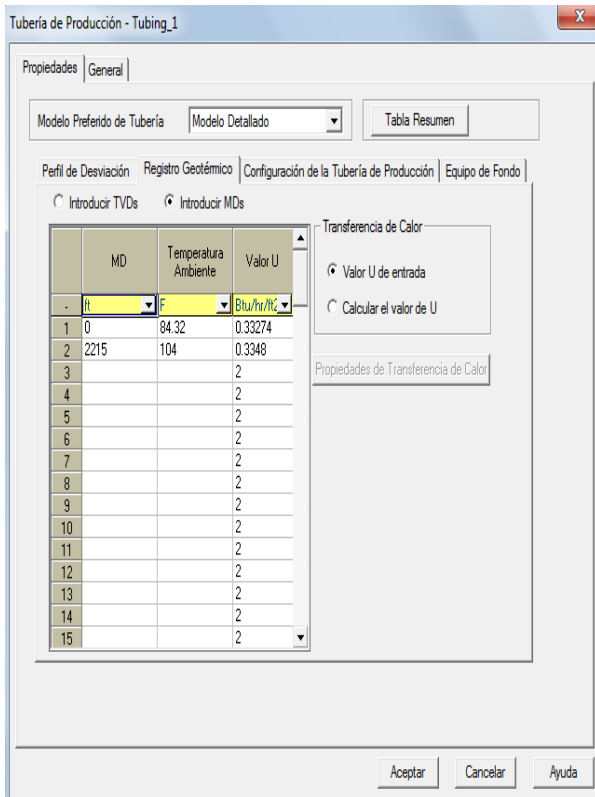 Tubería de Producción - Tubing_1
X
Propiedades General
Modelo Preferido de Tubería Modelo Detallado Tabla Resumen
Perfil de Desviación Registro Geotérmico Configuración de la Tubería de Producción Equipo de Fondo
Introducir TVDs Introducir MDs
Transferencia de Calor
MD Temperatura Ambiente Valor U
Valor U de entrada
. ft F Btu/hr/ft2
Calcular el valor de U
1 0 84.32 0.33274
2 2215 104 0.3348
3 2 Propiedades de Transferencia de Calor
4 2
5 2
6 2
7 2
8 2
9 2
10 2
11 2
12 2
13 2
14 2
15 2
Aceptar Cancelar Ayuda